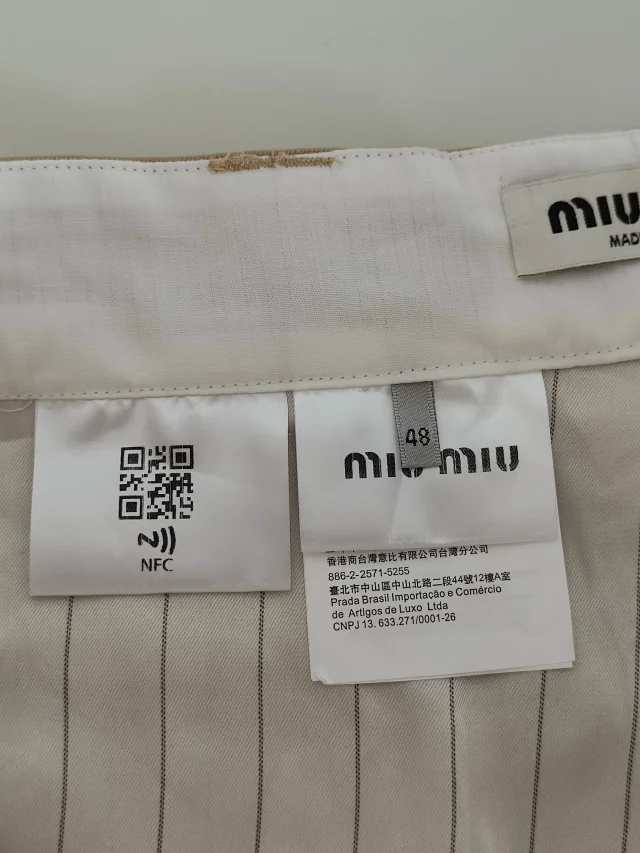 MIU
MADE
NFC
48
MIU MIU
香港商台灣意比有限公司台灣分公司
886-2-2571-5255
臺北市中山區中山北路二段44號12樓A室
Prada Brasil Importação e Comércio
de Artigos de Luxo Ltda
CNPJ 13. 633.271/0001-26